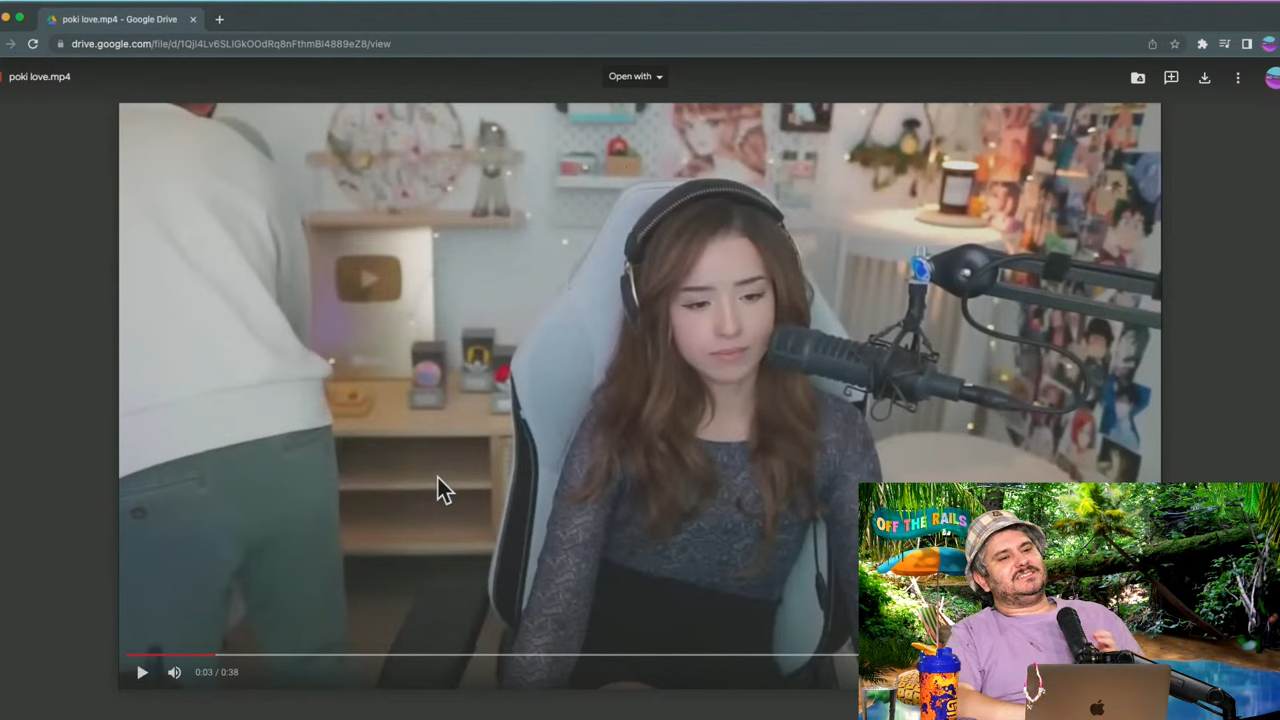 poki love.mp4 - Google Drive
drive.google.com/file/d/1QjI4Lv6SLIGkOOdRq8nFthmBl4889eZ8/view
poki love.mp4
Open with
OFF THE RAILS
0:03 / 0:38